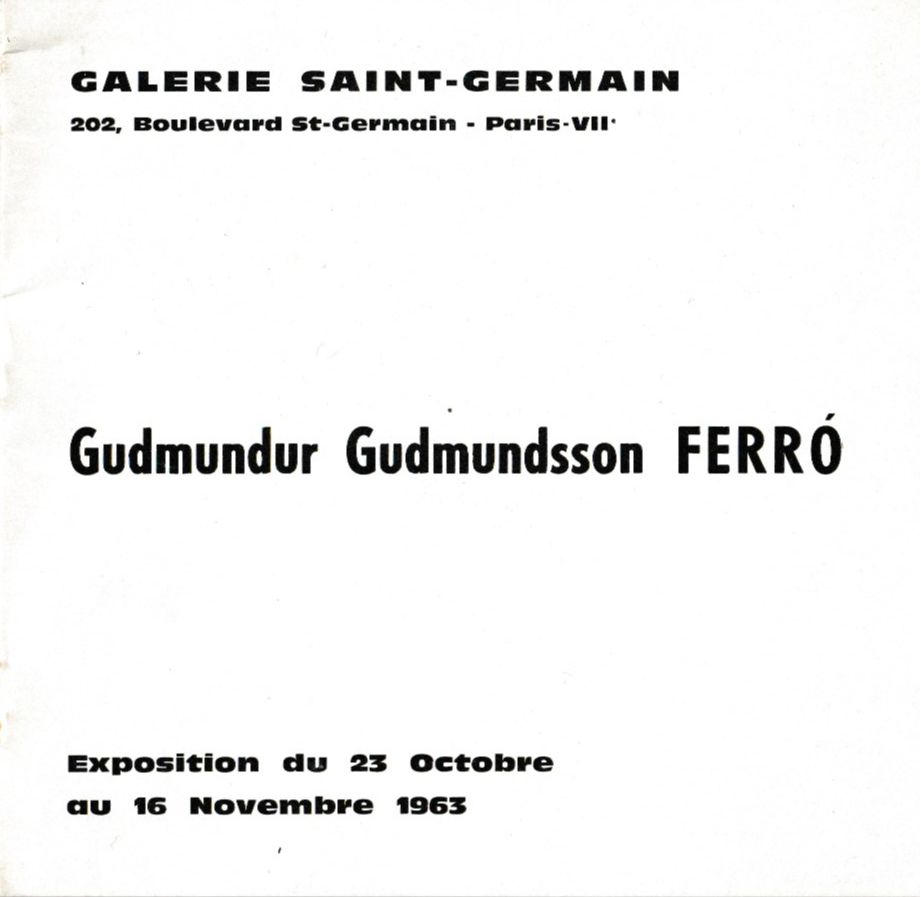 GALERIE SAINT-GERMAIN
202, Boulevard St-Germain - Paris-VIIᵉ
Gudmundur Gudmundsson FERRÓ
Exposition du 23 Octobre
au 16 Novembre 1963